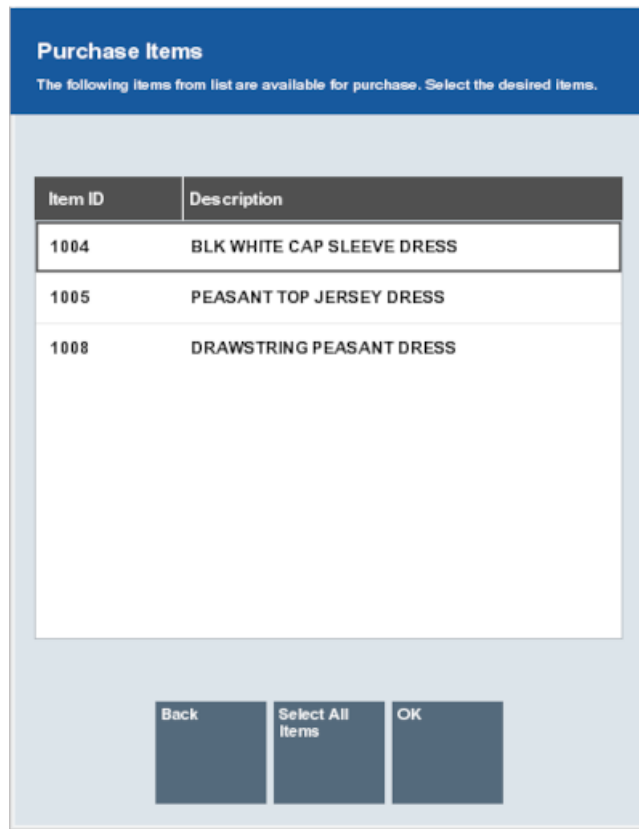 Purchase Items
The following items from list are available for purchase. Select the desired items.
Item ID Description
1004 BLK WHITE CAP SLEEVE DRESS
1005 PEASANT TOP JERSEY DRESS
1008 DRAWSTRING PEASANT DRESS
Back Select All OK
Items